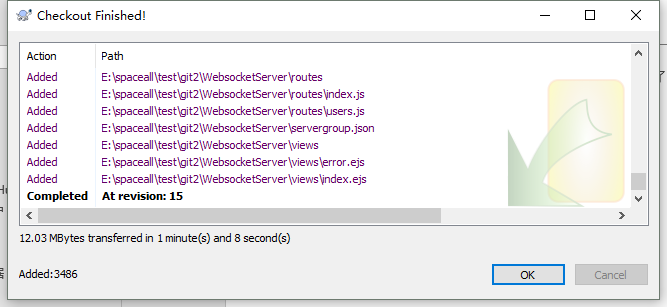 Checkout Finished!
Action Path
Added E:\spaceall\test\git2\WebsocketServer\routes
Added E:\spaceall\test\git2\WebsocketServer\routes\index.js
Added E:\spaceall\test\git2\WebsocketServer\routes\users.js
Added E:\spaceall\test\git2\WebsocketServer\servergroup.json
Added E:\spaceall\test\git2\WebsocketServer\views
Added E:\spaceall\test\git2\WebsocketServer\views\error.ejs
Added E:\spaceall\test\git2\WebsocketServer\views\index.ejs
Completed At revision: 15
12.03 MBytes transferred in 1 minute(s) and 8 second(s)
Added:3486 OK Cancel